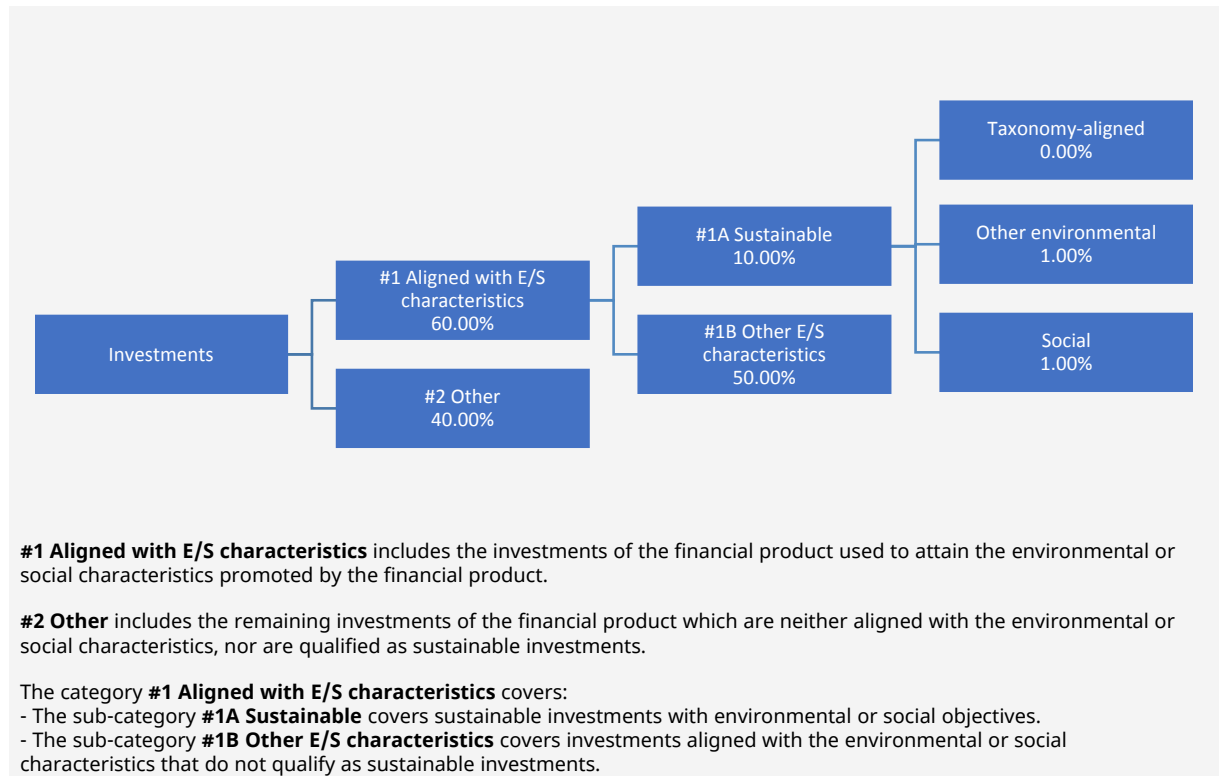 Investments
#1 Aligned with E/S
characteristics
60.00%
#2 Other
40.00%
#1A Sustainable
10.00%
#1B Other E/S
characteristics
50.00%
Taxonomy-aligned
0.00%
Other environmental
1.00%
Social
1.00%
#1 Aligned with E/S characteristics includes the investments of the financial product used to attain the environmental or
social characteristics promoted by the financial product.
#2 Other includes the remaining investments of the financial product which are neither aligned with the environmental or
social characteristics, nor are qualified as sustainable investments.
The category #1 Aligned with E/S characteristics covers:
- The sub-category #1A Sustainable covers sustainable investments with environmental or social objectives.
- The sub-category #1B Other E/S characteristics covers investments aligned with the environmental or social
characteristics that do not qualify as sustainable investments.